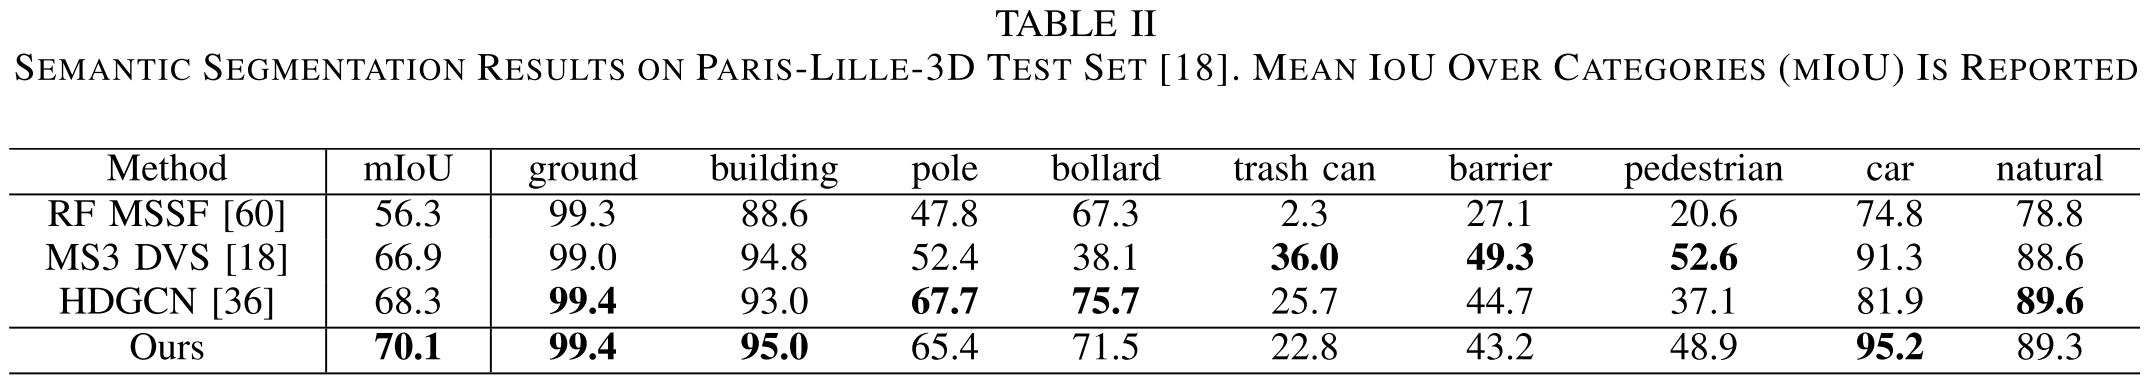 TABLE II
SEMANTIC SEGMENTATION RESULTS ON PARIS-LILLE-3D TEST SET [18]. MEAN IOU OVER CATEGORIES (MIOU) IS REPORTED
Method mIoU ground building pole bollard trash can barrier pedestrian car natural
RF MSSF [60] 56.3 99.3 88.6 47.8 67.3 2.3 27.1 20.6 74.8 78.8
MS3 DVS [18] 66.9 99.0 94.8 52.4 38.1 36.0 49.3 52.6 91.3 88.6
HDGCN [36] 68.3 99.4 93.0 67.7 75.7 25.7 44.7 37.1 81.9 89.6
Ours 70.1 99.4 95.0 65.4 71.5 22.8 43.2 48.9 95.2 89.3